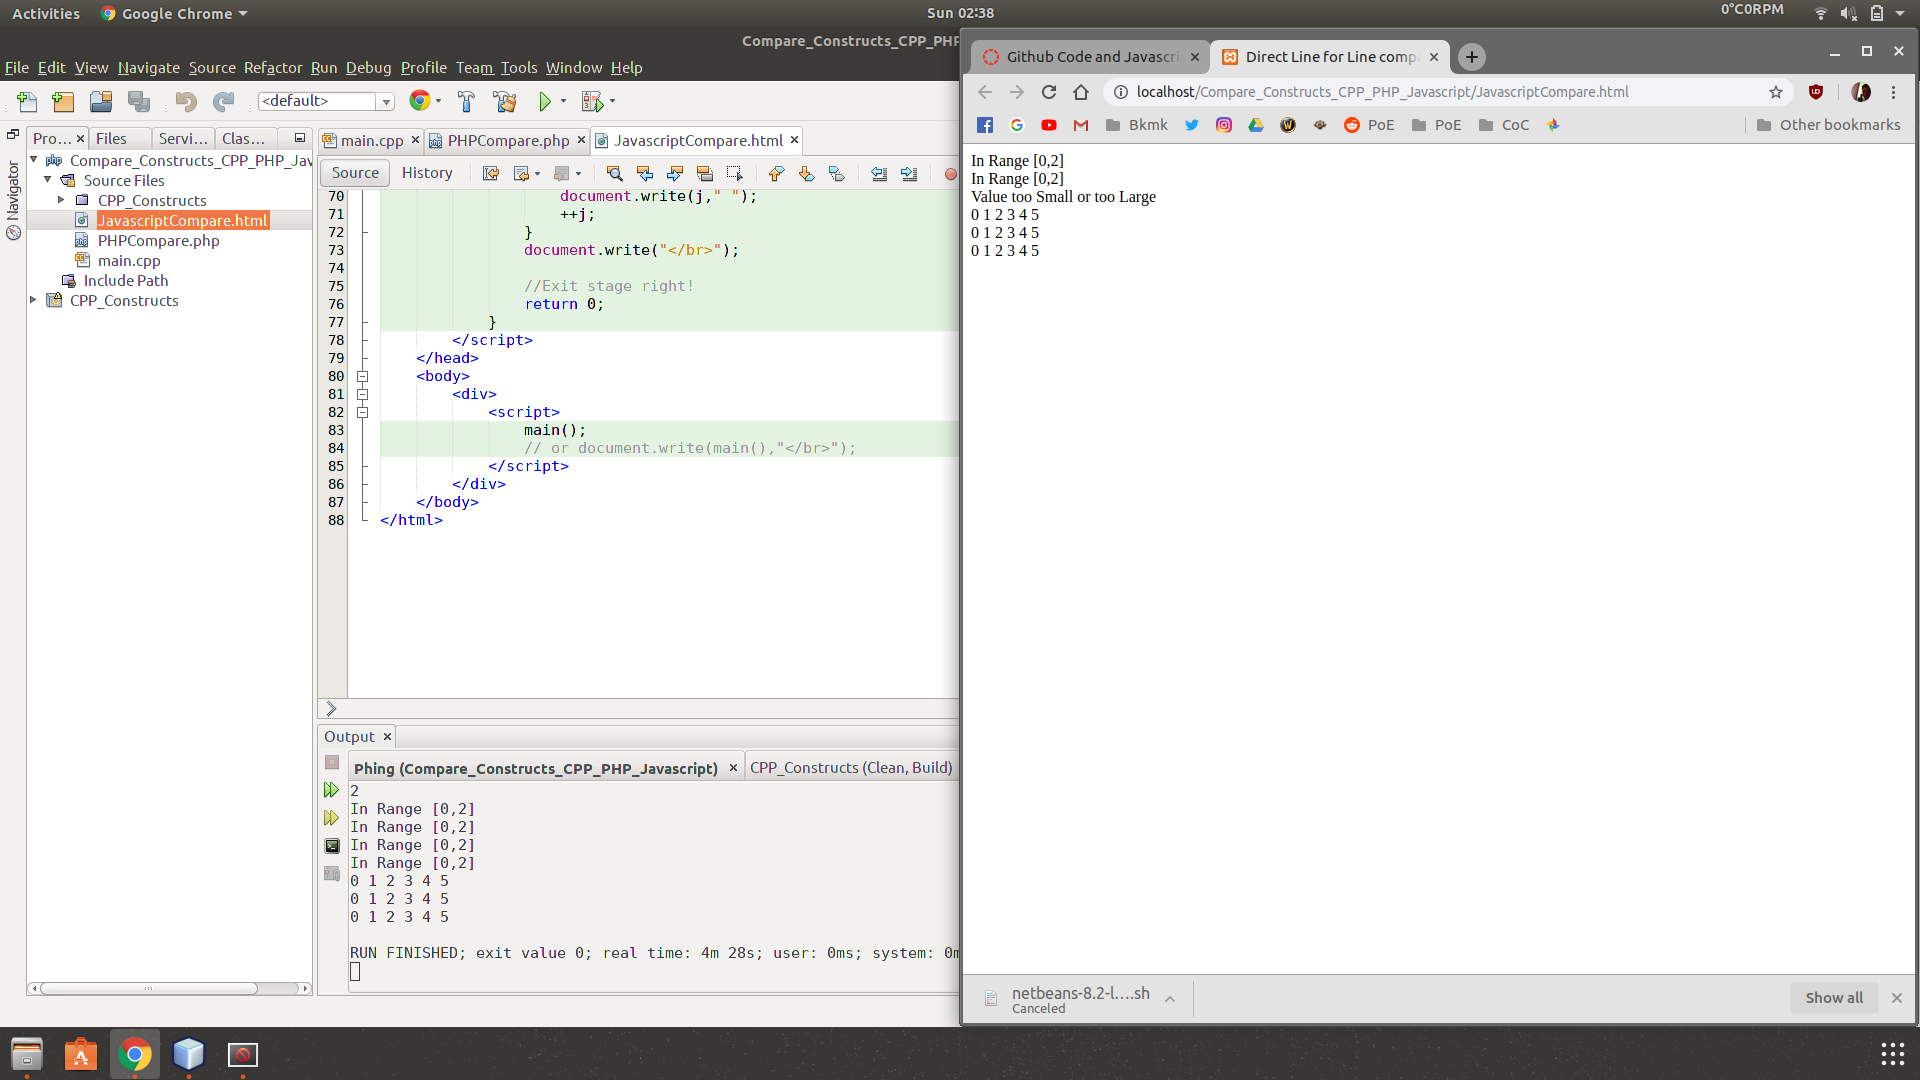 Activities
Google Chrome
Sun 02:38
0°C0RPM
Compare_Constructs_CPP_PHP
File Edit View Navigate Source Refactor Run Debug Profile Team Tools Window Help
<default>
Pro... Files Servi... Clas...
Navigator
Compare_Constructs_CPP_PHP_Jav
Source Files
CPP_Constructs
JavascriptCompare.html
PHPCompare.php
main.cpp
Include Path
CPP_Constructs
main.cpp PHPCompare.php JavascriptCompare.html
Source History
70 document.write(j," ");
71 ++j;
72 }
73 document.write("</br>");
74
75 //Exit stage right!
76 return 0;
77 }
78 </script>
79 </head>
80 <body>
81 <div>
82 <script>
83 main();
84 // or document.write(main(),"</br>");
85 </script>
86 </div>
87 </body>
88 </html>
Output
Phing (Compare_Constructs_CPP_PHP_Javascript) CPP_Constructs (Clean, Build)
2
In Range [0,2]
In Range [0,2]
In Range [0,2]
In Range [0,2]
0 1 2 3 4 5
0 1 2 3 4 5
0 1 2 3 4 5
RUN FINISHED; exit value 0; real time: 4m 28s; user: 0ms; system: 0m
Github Code and Javascri
Direct Line for Line comp
localhost/Compare_Constructs_CPP_PHP_Javascript/JavascriptCompare.html
Bkmk PoE PoE CoC Other bookmarks
In Range [0,2]
In Range [0,2]
Value too Small or too Large
0 1 2 3 4 5
0 1 2 3 4 5
0 1 2 3 4 5
netbeans-8.2-l....sh
Canceled
Show all